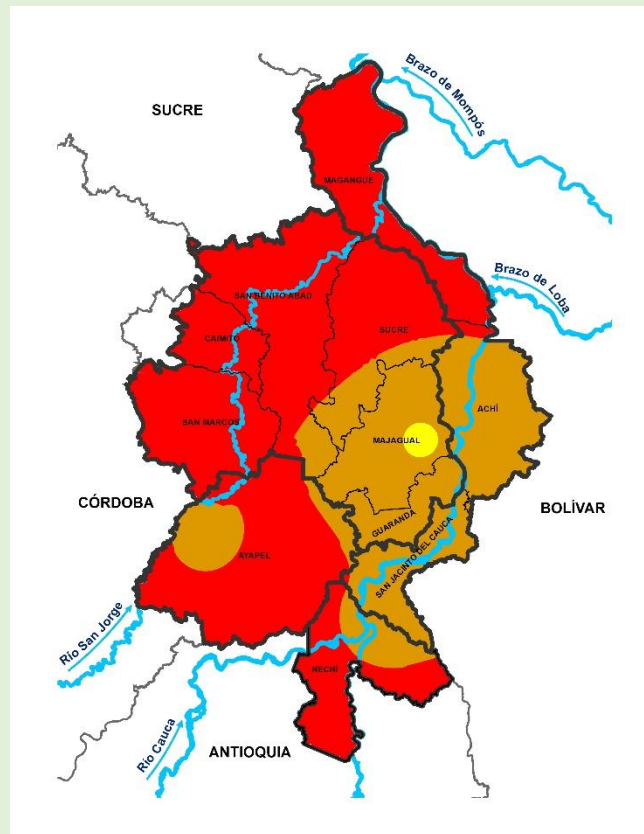 Brazo de Mompós
SUCRE
MAGANGUE
Brazo de Loba
SAN BENITO ABAD
CAIMITO
SUCRE
ACHÍ
SAN MARCOS
MAJAGUAL
CÓRDOBA
BOLÍVAR
GUARANDA
SAN JACINTO DEL CAUCA
AYAPEL
Río San Jorge
NECHÍ
Río Cauca
ANTIOQUIA